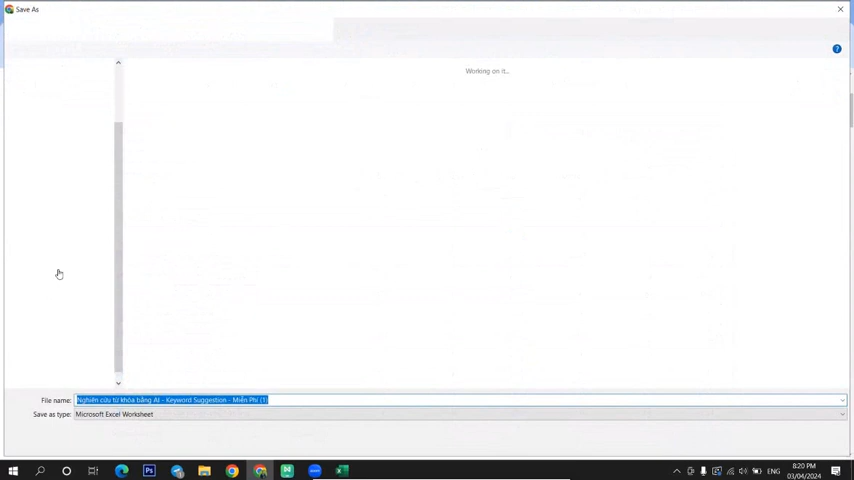 Save As
Working on it...
File name: Nghiên cứu từ khóa bằng AI - Keyword Suggestion - Miễn Phí (1)
Save as type: Microsoft Excel Worksheet
Ps
ENG
8:20 PM
03/04/2024